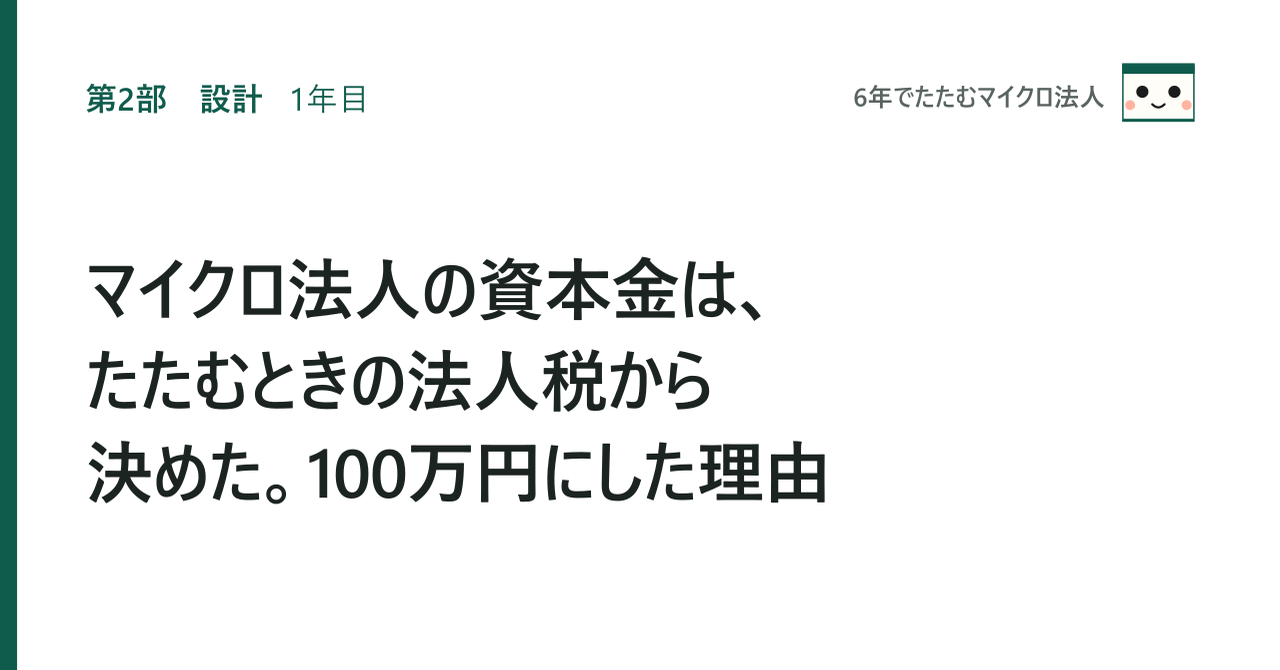 第2部　設計　1年目
6年でたたむマイクロ法人
マイクロ法人の資本金は、
たたむときの法人税から
決めた。100万円にした理由